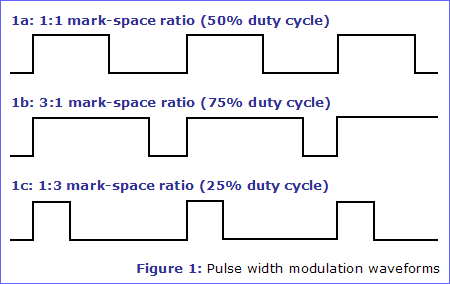 1a: 1:1 mark-space ratio (50% duty cycle)
1b: 3:1 mark-space ratio (75% duty cycle)
1c: 1:3 mark-space ratio (25% duty cycle)
Figure 1: Pulse width modulation waveforms